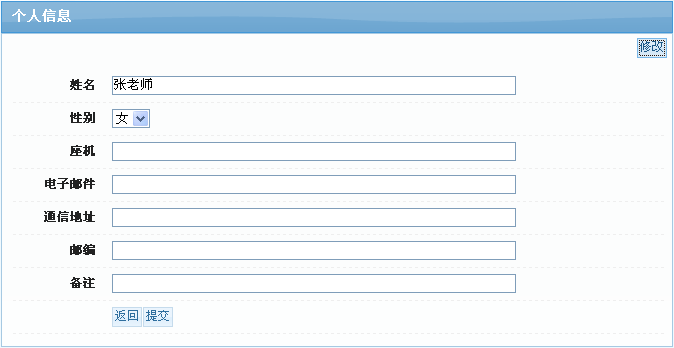 个人信息
修改
姓名 张老师
性别 女
座机
电子邮件
通信地址
邮编
备注
返回 提交